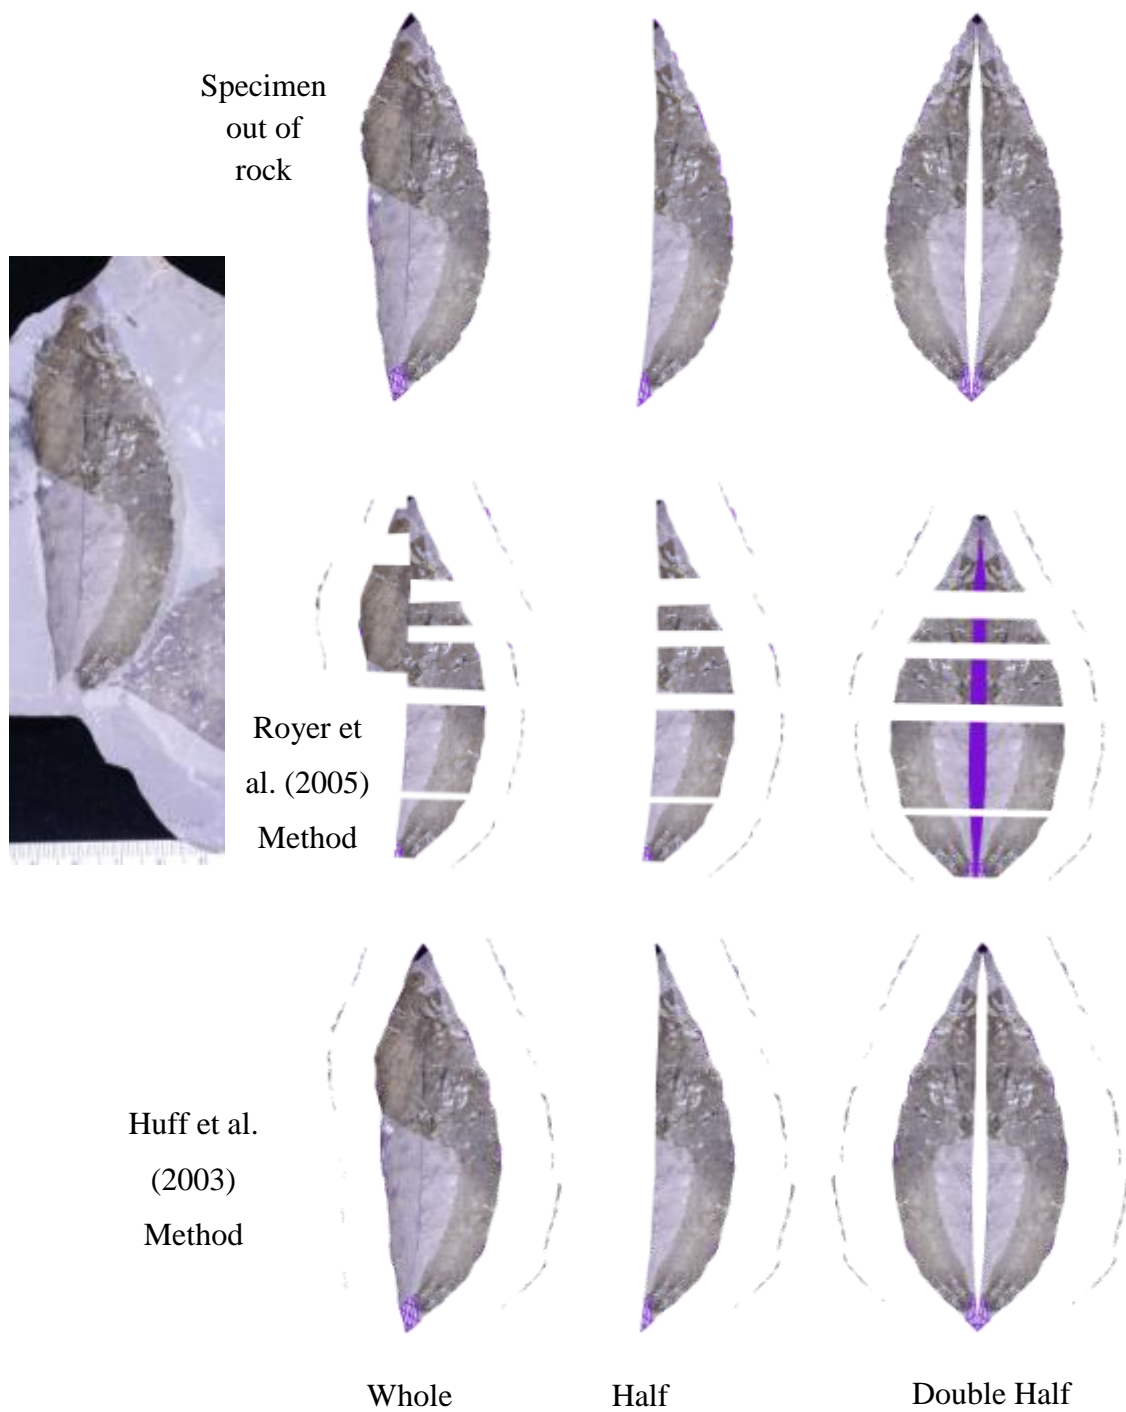 Specimen
out of
rock
Royer et
al. (2005)
Method
Huff et al.
(2003)
Method
Whole
Half
Double Half